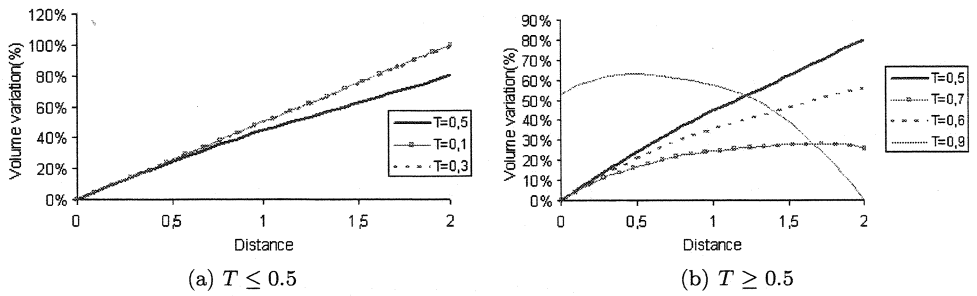 120%
100%
80%
60%
40%
20%
0%
Volume variation(%)
0
0,5
1
1,5
2
Distance
T=0,5
T=0,1
T=0,3
(a) T ≤ 0.5
90%
80%
70%
60%
50%
40%
30%
20%
10%
0%
Volume variation(%)
0
0,5
1
1,5
2
Distance
T=0,5
T=0,7
T=0,6
T=0,9
(b) T ≥ 0.5